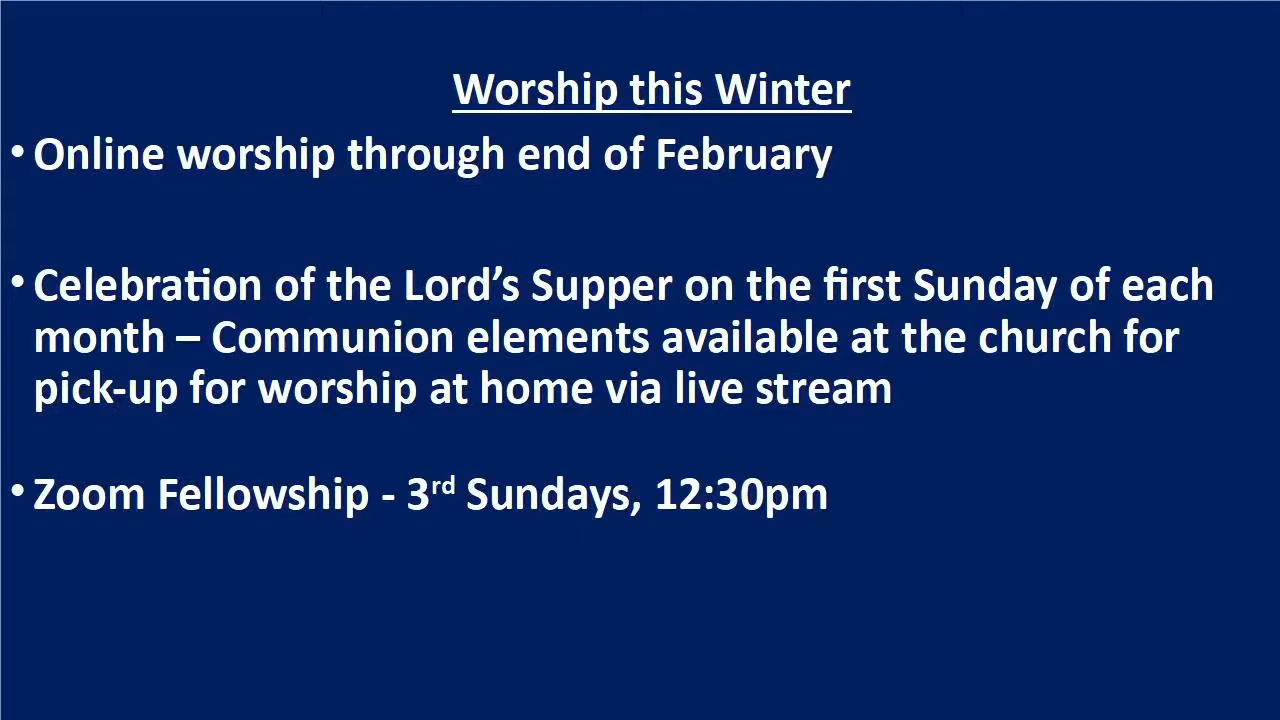 Worship this Winter
• Online worship through end of February
• Celebration of the Lord’s Supper on the first Sunday of each
month – Communion elements available at the church for
pick-up for worship at home via live stream
• Zoom Fellowship - 3rd Sundays, 12:30pm